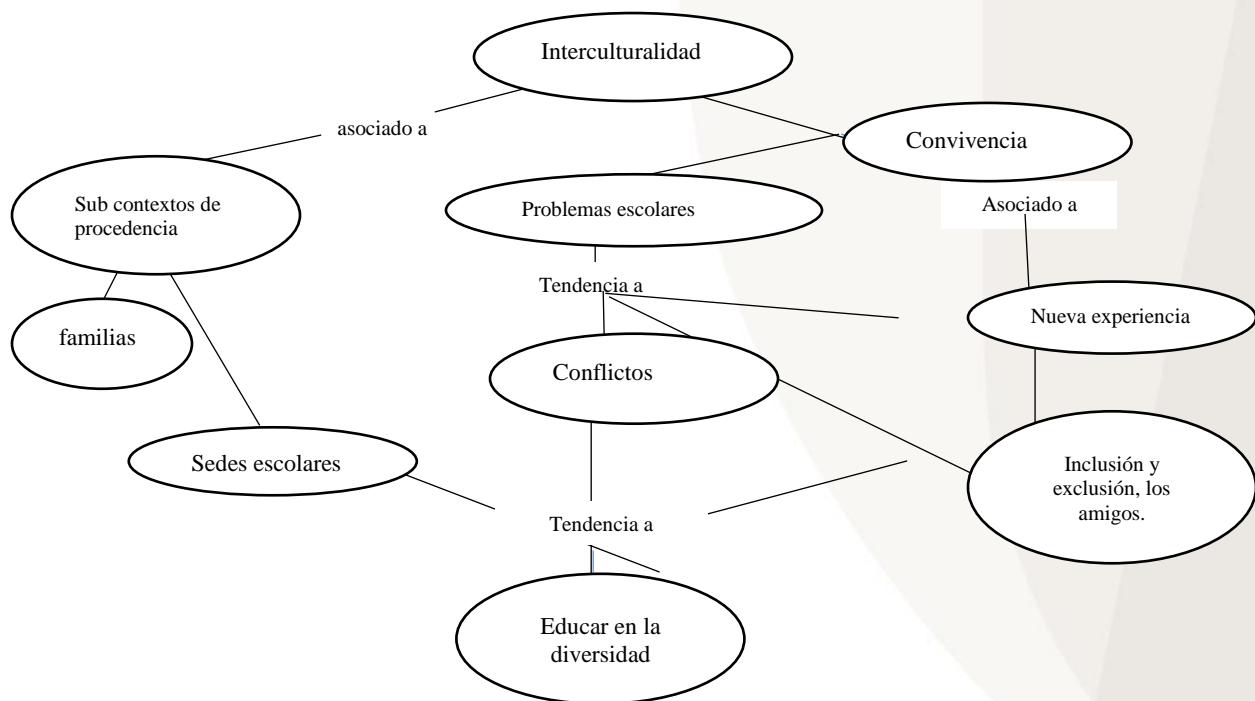 Interculturalidad
asociado a
Convivencia
Sub contextos de
procedencia
Problemas escolares
Asociado a
Tendencia a
Nueva experiencia
familias
Conflictos
Sedes escolares
Inclusión y
exclusión, los
amigos.
Tendencia a
Educar en la
diversidad